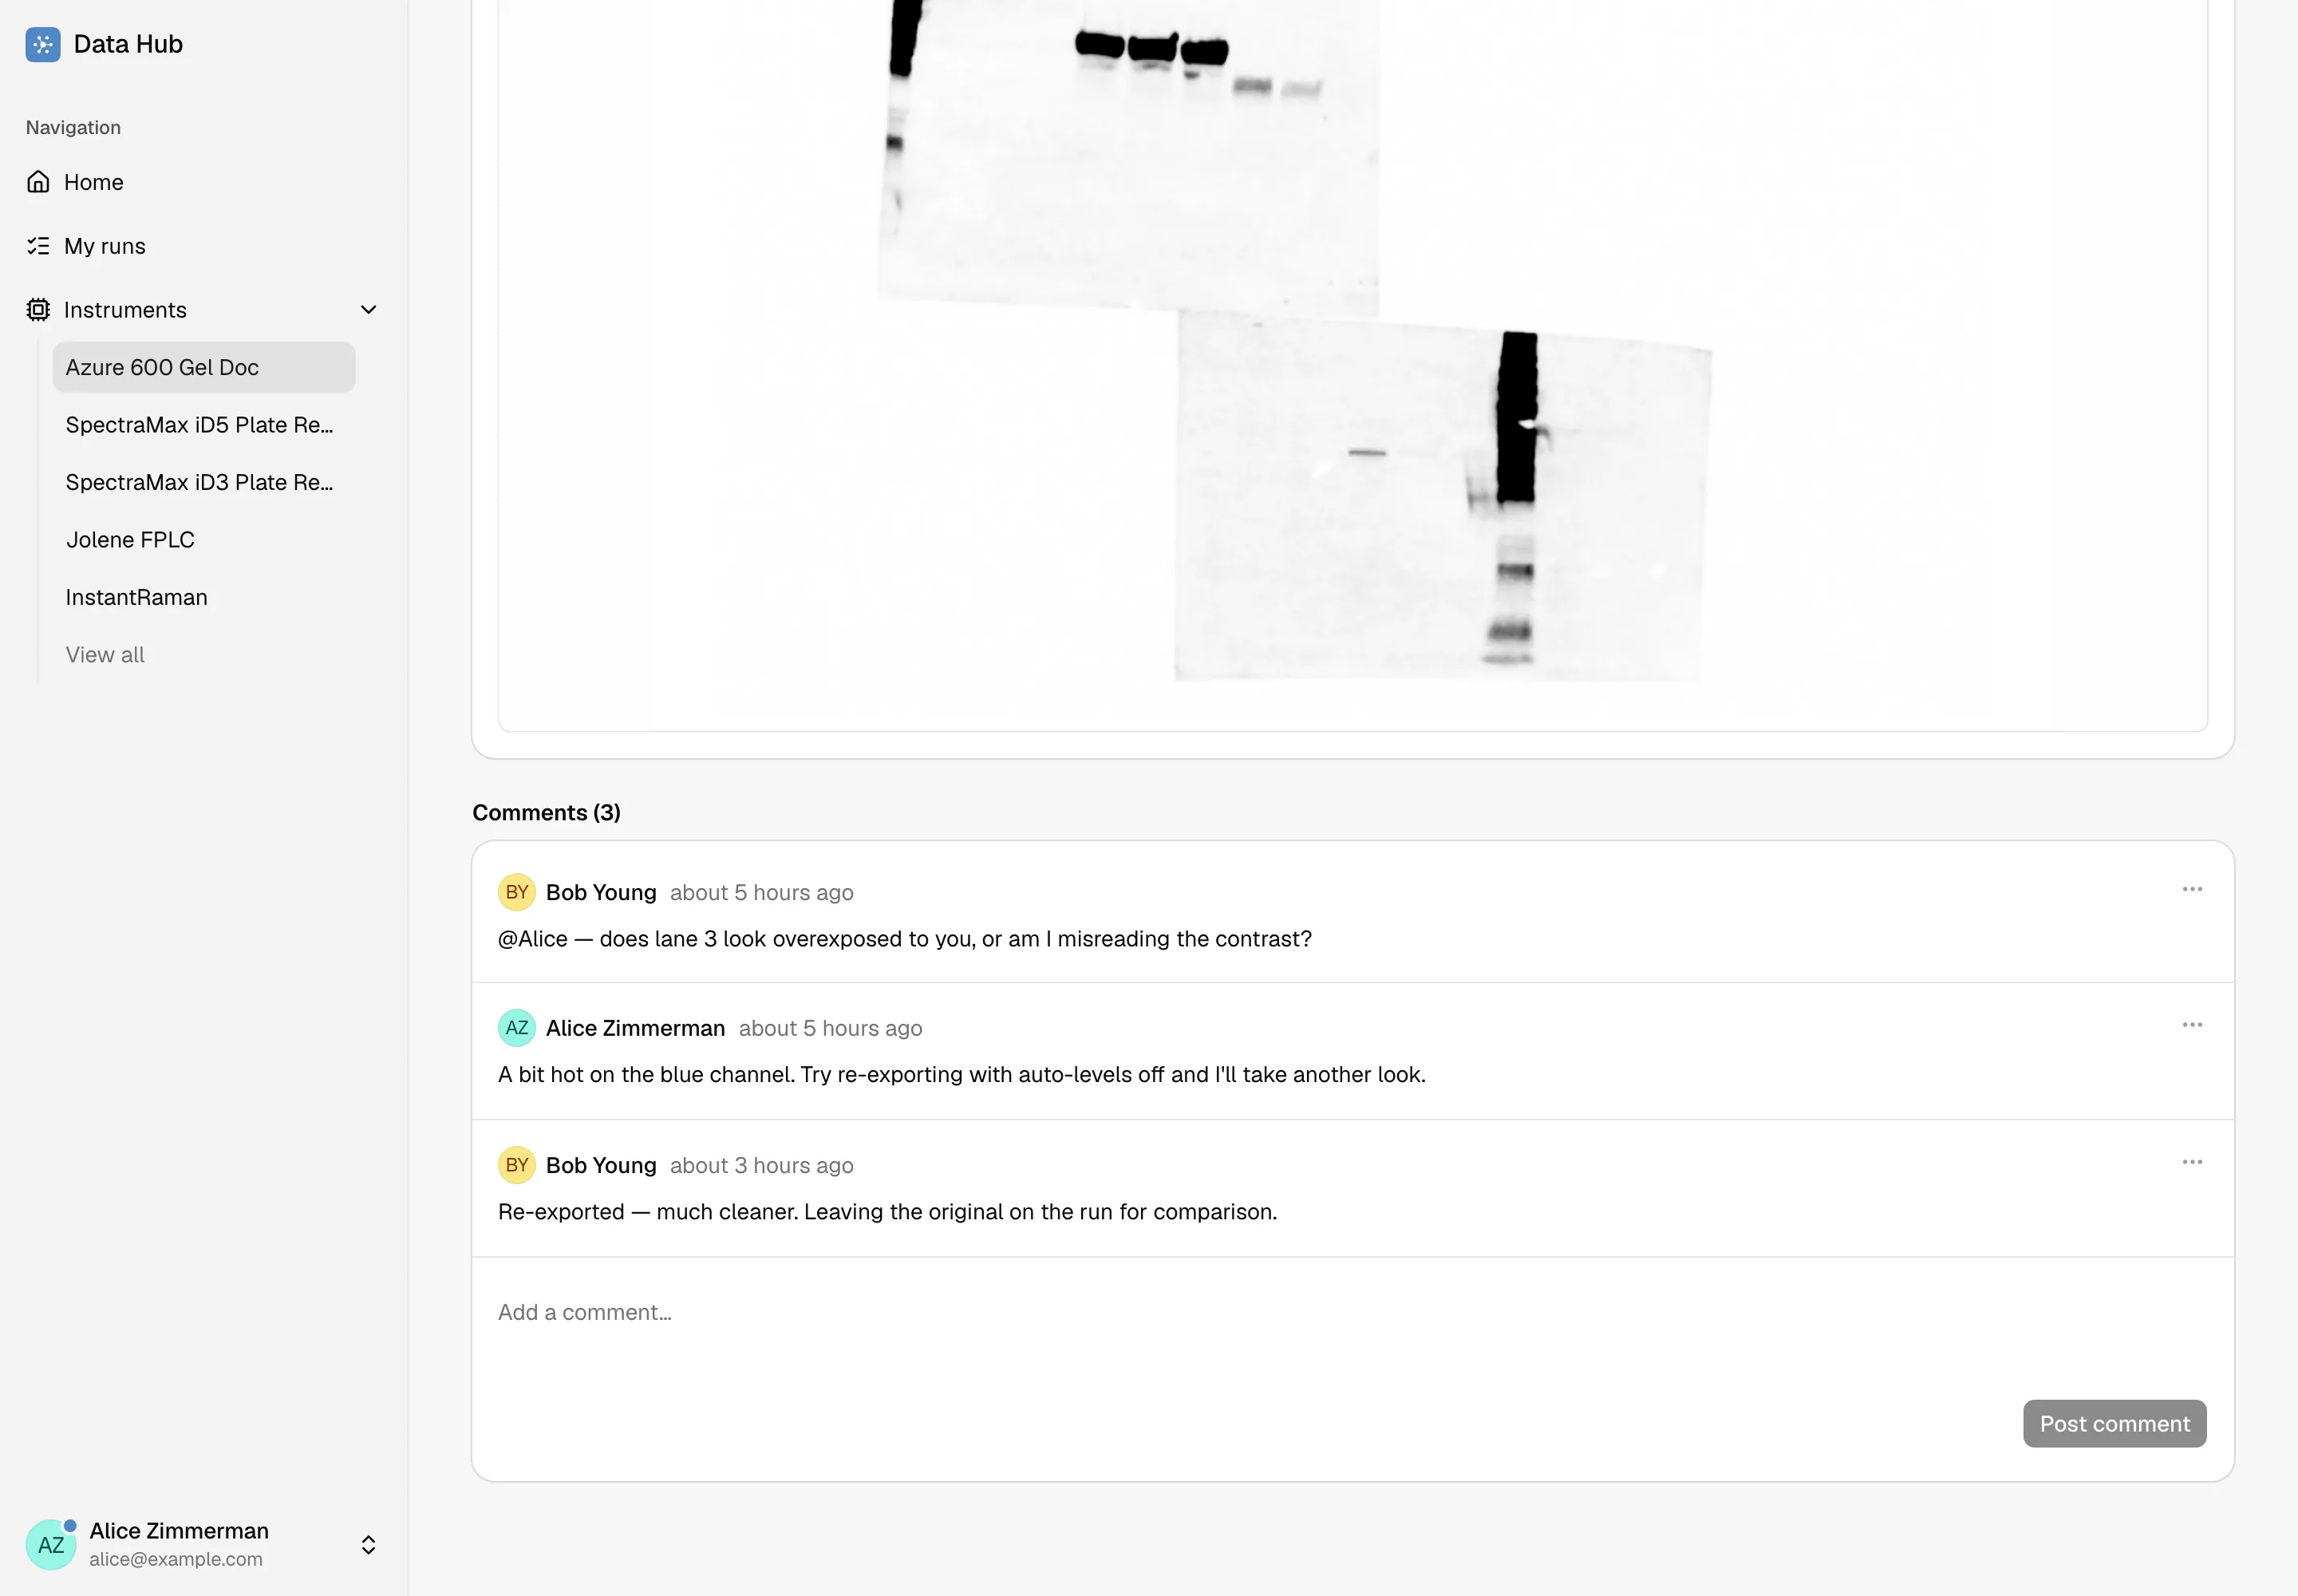 Data Hub
Navigation
Home
My runs
Instruments
Azure 600 Gel Doc
SpectraMax iD5 Plate Re...
SpectraMax iD3 Plate Re...
Jolene FPLC
InstantRaman
View all
Comments (3)
BY Bob Young about 5 hours ago
@Alice — does lane 3 look overexposed to you, or am I misreading the contrast?
AZ Alice Zimmerman about 5 hours ago
A bit hot on the blue channel. Try re-exporting with auto-levels off and I'll take another look.
BY Bob Young about 3 hours ago
Re-exported — much cleaner. Leaving the original on the run for comparison.
Add a comment...
Post comment
AZ Alice Zimmerman
alice@example.com